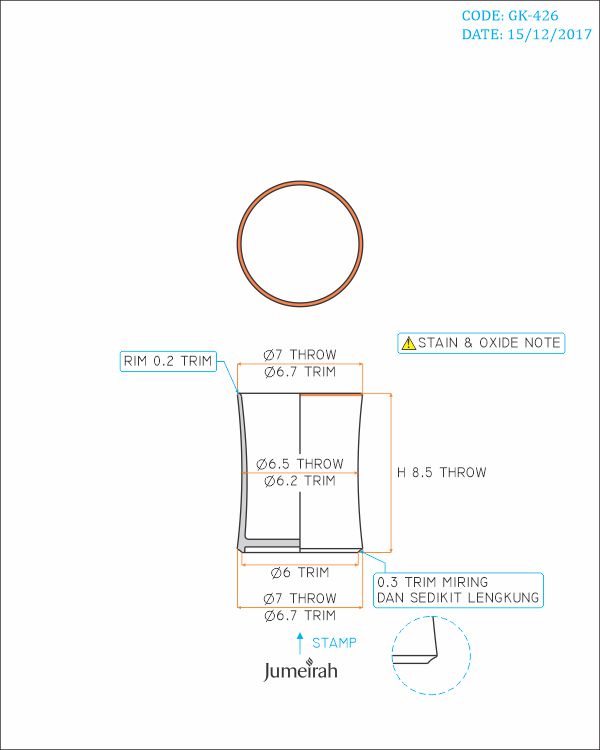 CODE: GK-426
DATE: 15/12/2017
STAIN & OXIDE NOTE
RIM 0.2 TRIM
Ø7 THROW
Ø6.7 TRIM
Ø6.5 THROW
Ø6.2 TRIM
H 8.5 THROW
Ø6 TRIM
0.3 TRIM MIRING
DAN SEDIKIT LENGKUNG
Ø7 THROW
Ø6.7 TRIM
STAMP
Jumeirah